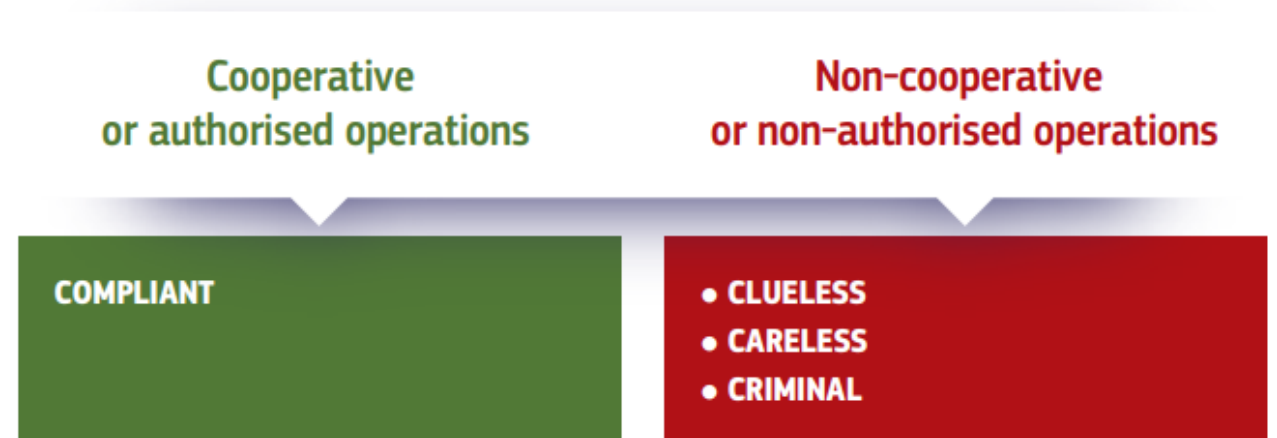 Cooperative
or authorised operations
Non-cooperative
or non-authorised operations
COMPLIANT
• CLUELESS
• CARELESS
• CRIMINAL